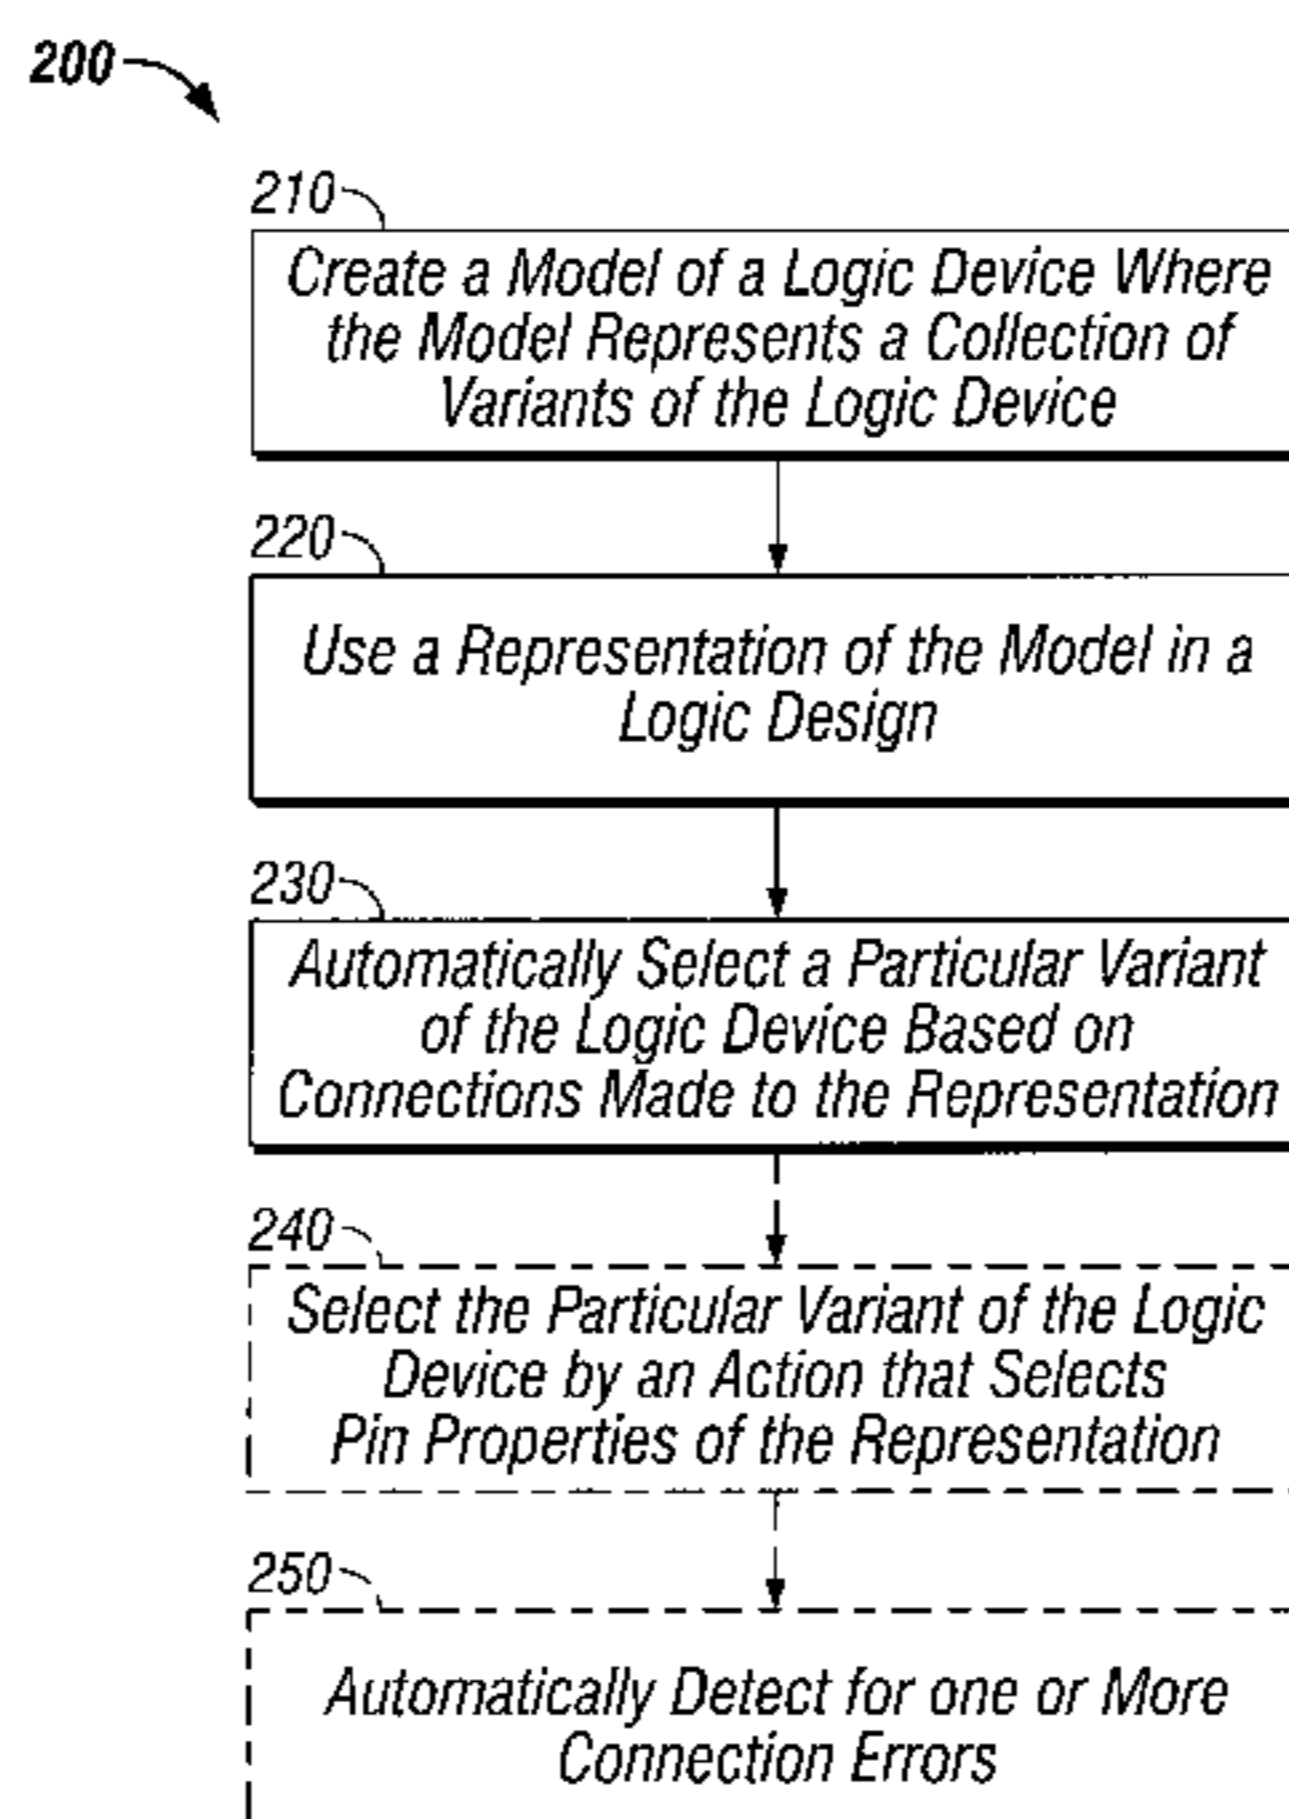 200
210
Create a Model of a Logic Device Where
the Model Represents a Collection of
Variants of the Logic Device
220
Use a Representation of the Model in a
Logic Design
230
Automatically Select a Particular Variant
of the Logic Device Based on
Connections Made to the Representation
240
Select the Particular Variant of the Logic
Device by an Action that Selects
Pin Properties of the Representation
250
Automatically Detect for one or More
Connection Errors